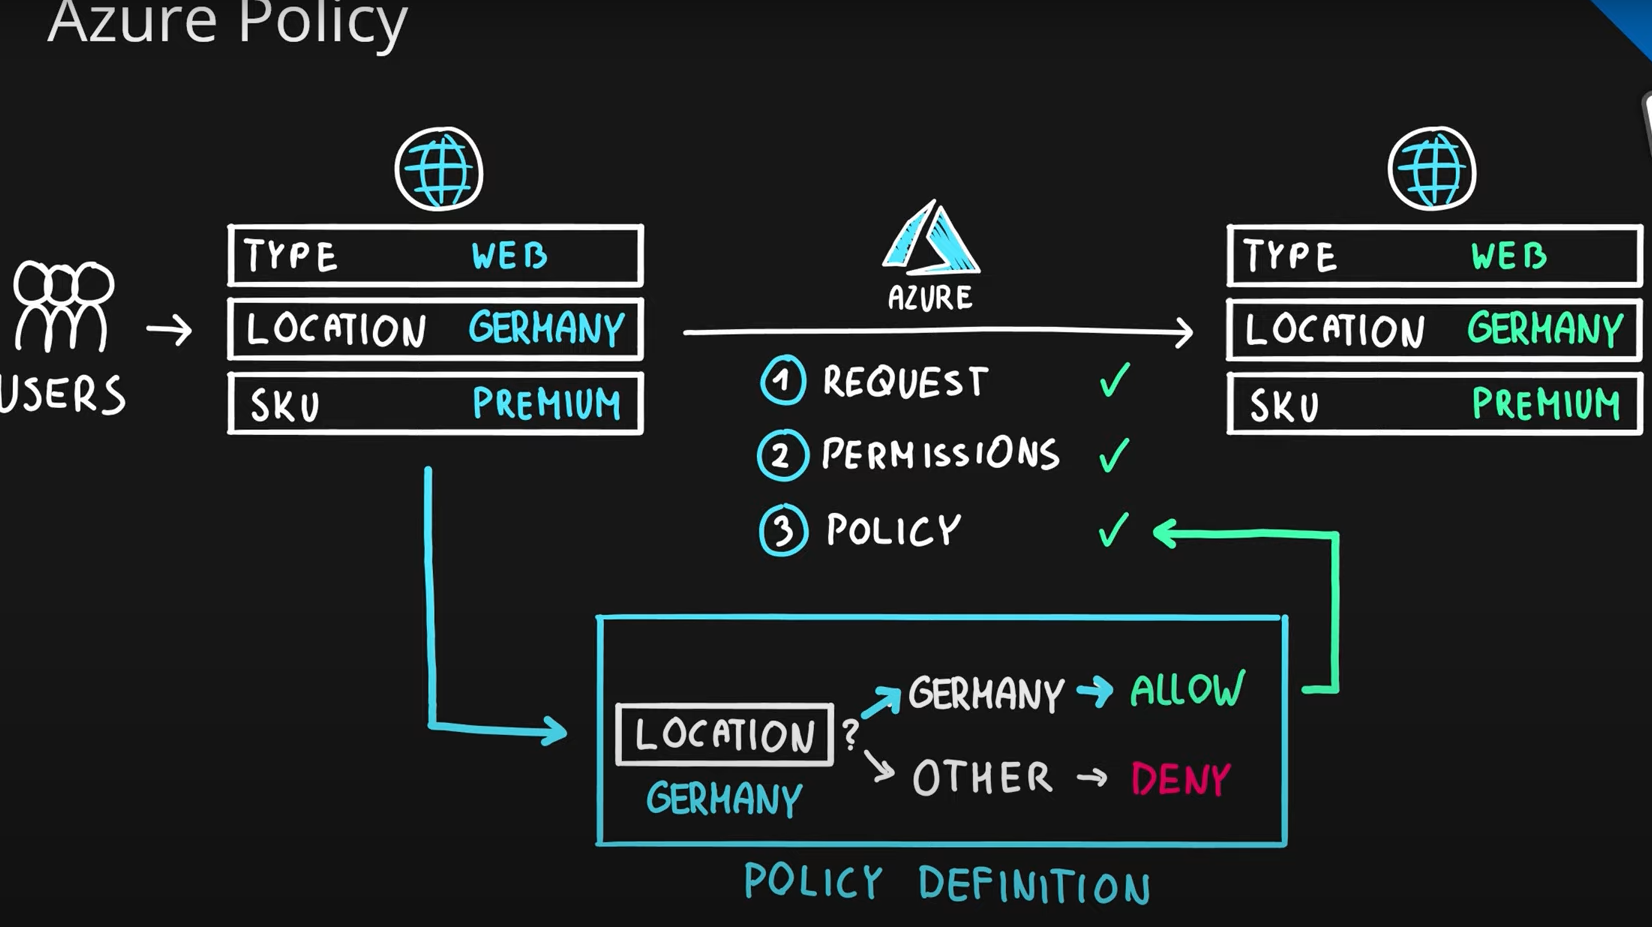 Azure Policy
USERS
TYPE WEB
LOCATION GERMANY
SKU PREMIUM
AZURE
1 REQUEST ✓
2 PERMISSIONS ✓
3 POLICY ✓
TYPE WEB
LOCATION GERMANY
SKU PREMIUM
LOCATION ?
GERMANY
GERMANY → ALLOW
OTHER → DENY
POLICY DEFINITION